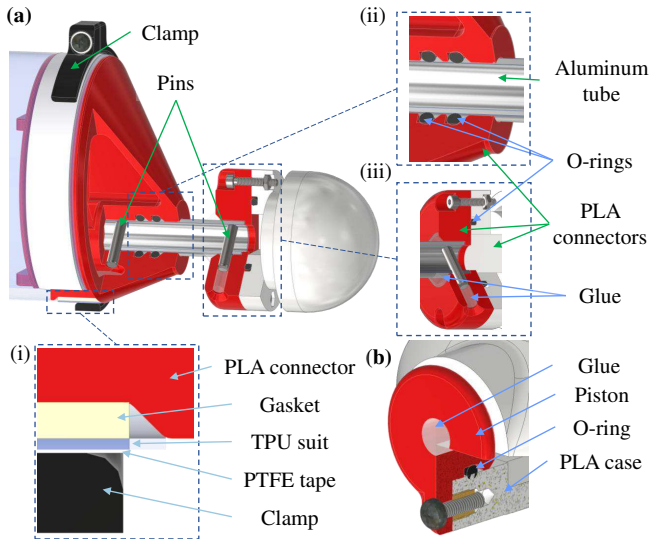 (a)
Clamp
Pins
(ii)
Aluminum
tube
O-rings
(iii)
PLA
connectors
Glue
(i)
PLA connector
Gasket
TPU suit
PTFE tape
Clamp
(b)
Glue
Piston
O-ring
PLA case